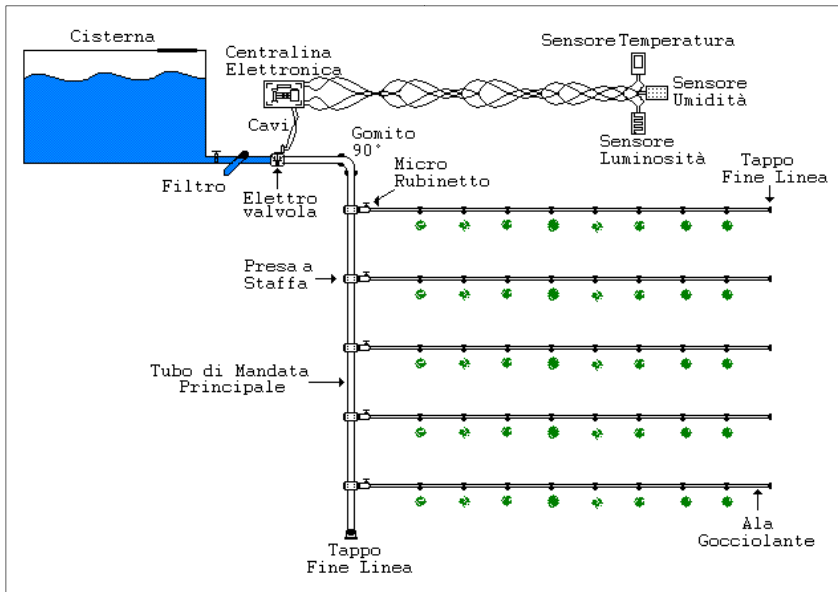 Cisterna
Centralina
Elettronica
Sensore Temperatura
Sensore
Umidità
Cavi
Sensore
Luminosità
Gomito
90°
Filtro
Elettro
valvola
Micro
Rubinetto
Tappo
Fine Linea
Presa a
Staffa
Tubo di Mandata
Principale
Ala
Gocciolante
Tappo
Fine Linea